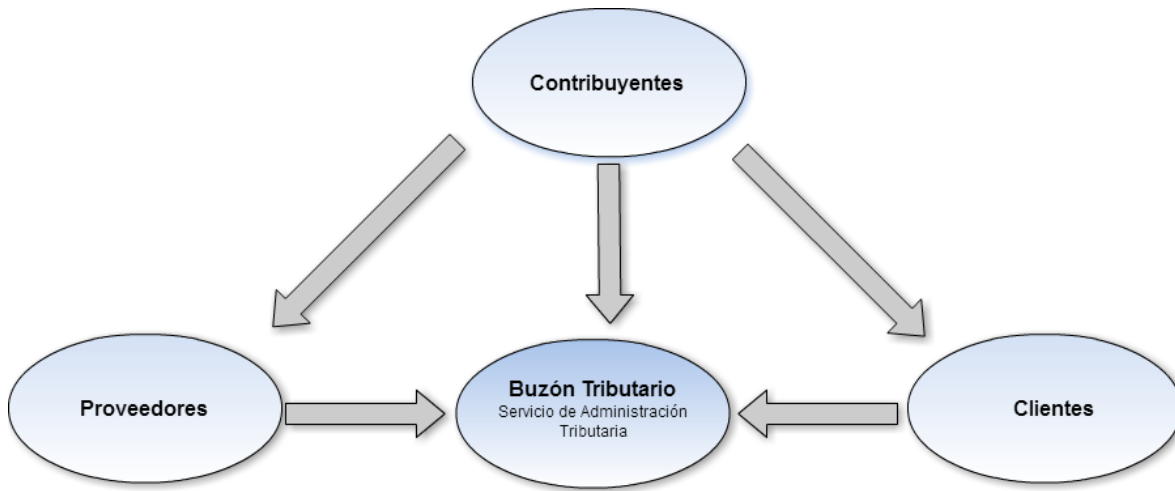 Contribuyentes
Proveedores
Buzón Tributario
Servicio de Administración
Tributaria
Clientes